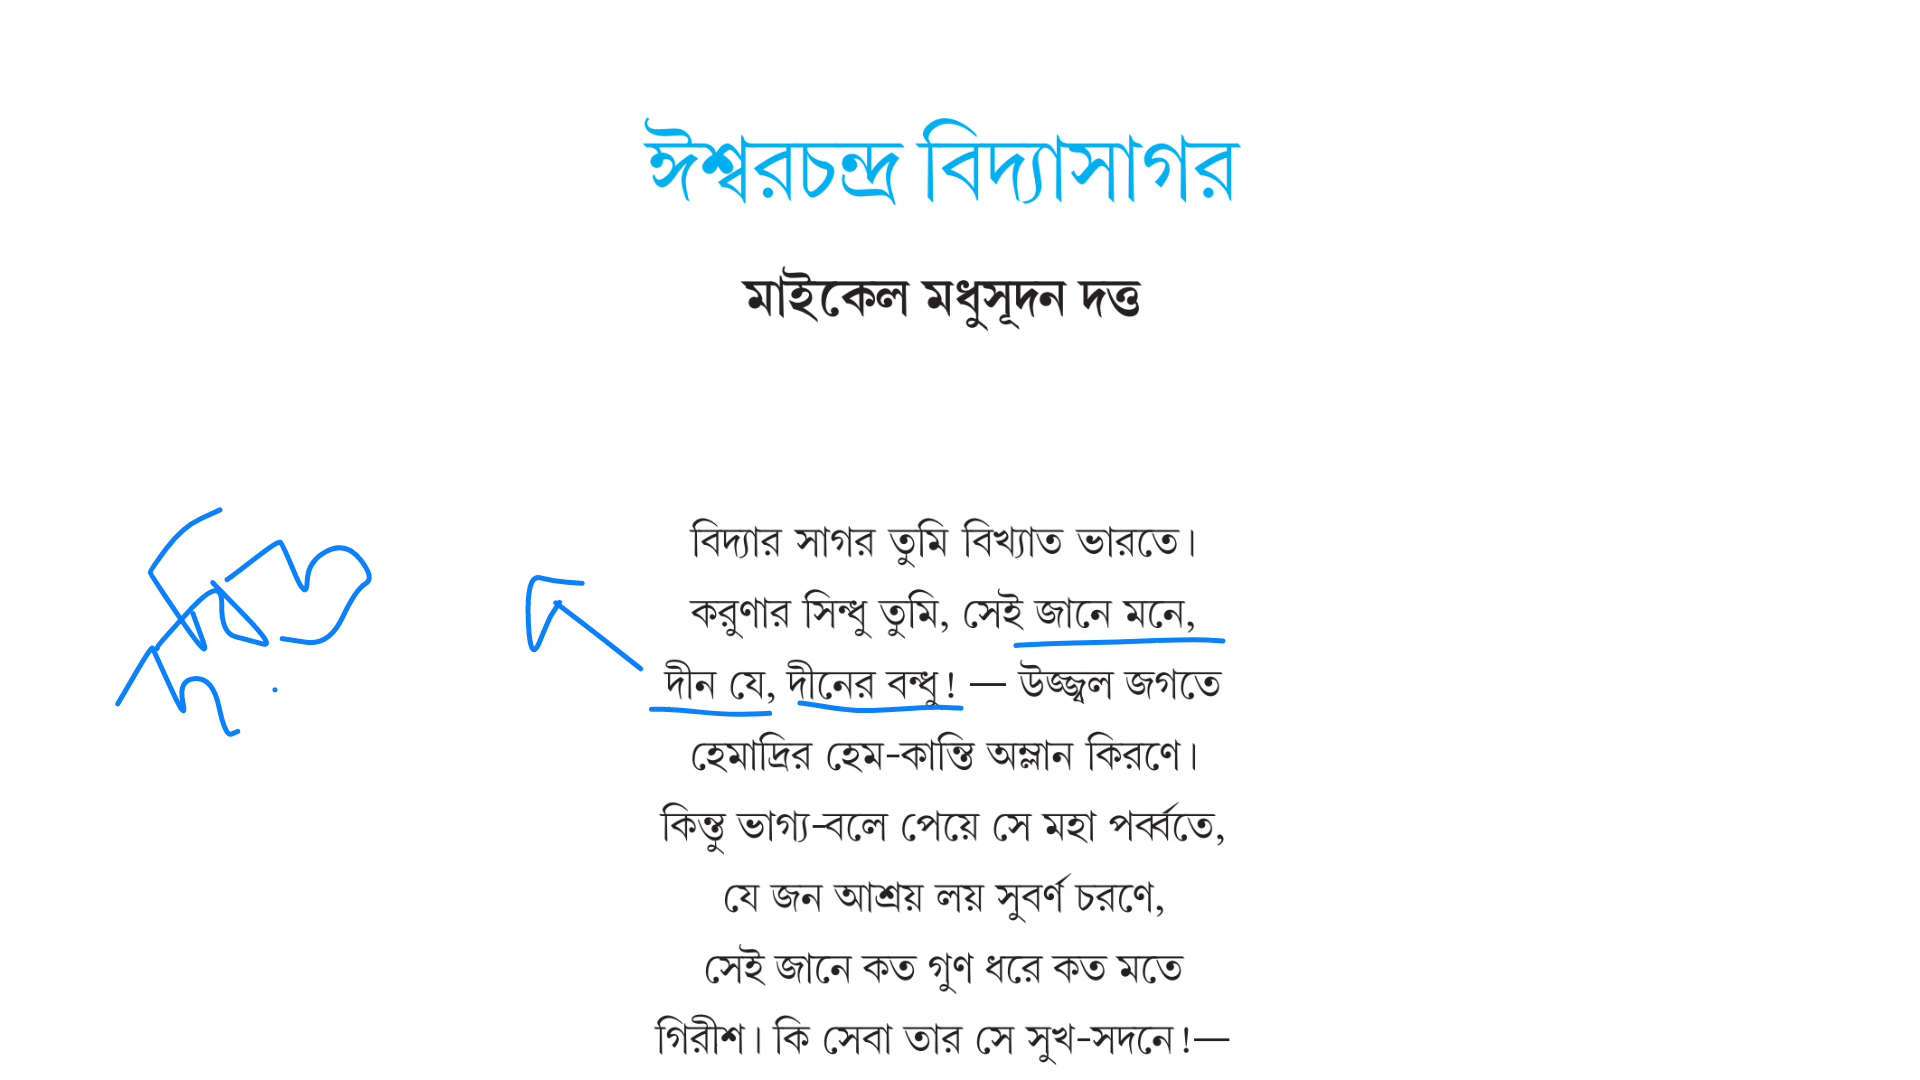 ঈশ্বরচন্দ্র বিদ্যাসাগর
মাইকেল মধুসূদন দত্ত
বিদ্যার সাগর তুমি বিখ্যাত ভারতে।
করুণার সিন্ধু তুমি, সেই জানে মনে,
দীন যে, দীনের বন্ধু! — উজ্জ্বল জগতে
হেমাদ্রির হেম-কান্তি অম্লান কিরণে।
কিন্তু ভাগ্য-বলে পেয়ে সে মহা পর্ব্বতে,
যে জন আশ্রয় লয় সুবর্ণ চরণে,
সেই জানে কত গুণ ধরে কত মতে
গিরীশ। কি সেবা তার সে সুখ-সদনে!—